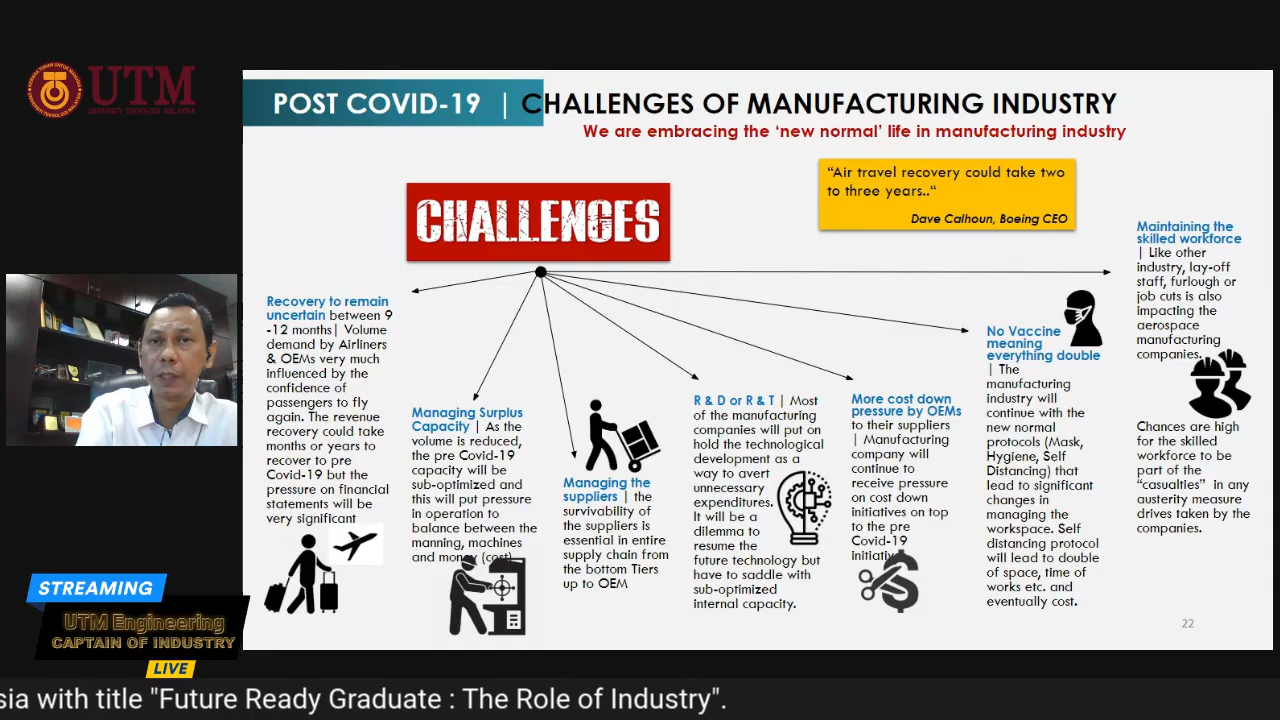 UTM
UNIVERSITI TEKNOLOGI MALAYSIA
POST COVID-19 | CHALLENGES OF MANUFACTURING INDUSTRY
We are embracing the ‘new normal’ life in manufacturing industry
“Air travel recovery could take two
to three years..“
Dave Calhoun, Boeing CEO
CHALLENGES
Recovery to remain
uncertain between 9
-12 months| Volume
demand by Airliners
& OEMs very much
influenced by the
confidence of
passengers to fly
again. The revenue
recovery could take
months or years to
recover to pre
Covid-19 but the
pressure on financial
statements will be
very significant
Managing Surplus
Capacity | As the
volume is reduced,
the pre Covid-19
capacity will be
sub-optimized and
this will put pressure
in operation to
balance between the
manning, machines
and money (cost)
Managing the
suppliers | the
survivability of
the suppliers is
essential in entire
supply chain from
the bottom Tiers
up to OEM
R & D or R & T | Most
of the manufacturing
companies will put on
hold the technological
development as a
way to avert
unnecessary
expenditures.
It will be a
dilemma to
resume the
future technology but
have to saddle with
sub-optimized
internal capacity.
More cost down
pressure by OEMs
to their suppliers
| Manufacturing
company will
continue to
receive pressure
on cost down
initiatives on top
to the pre
Covid-19
No Vaccine
meaning
everything double
| The
manufacturing
industry will
continue with the
new normal
protocols (Mask,
Hygiene, Self
Distancing) that
lead to significant
changes in
managing the
workspace. Self
distancing protocol
will lead to double
of space, time of
works etc. and
eventually cost.
Maintaining the
skilled workforce
| Like other
industry, lay-off
staff, furlough or
job cuts is also
impacting the
aerospace
manufacturing
companies.
Chances are high
for the skilled
workforce to be
part of the
“casualties” in any
austerity measure
drives taken by the
companies.
22
STREAMING
UTM Engineering
CAPTAIN OF INDUSTRY
LIVE
sia with title "Future Ready Graduate : The Role of Industry".